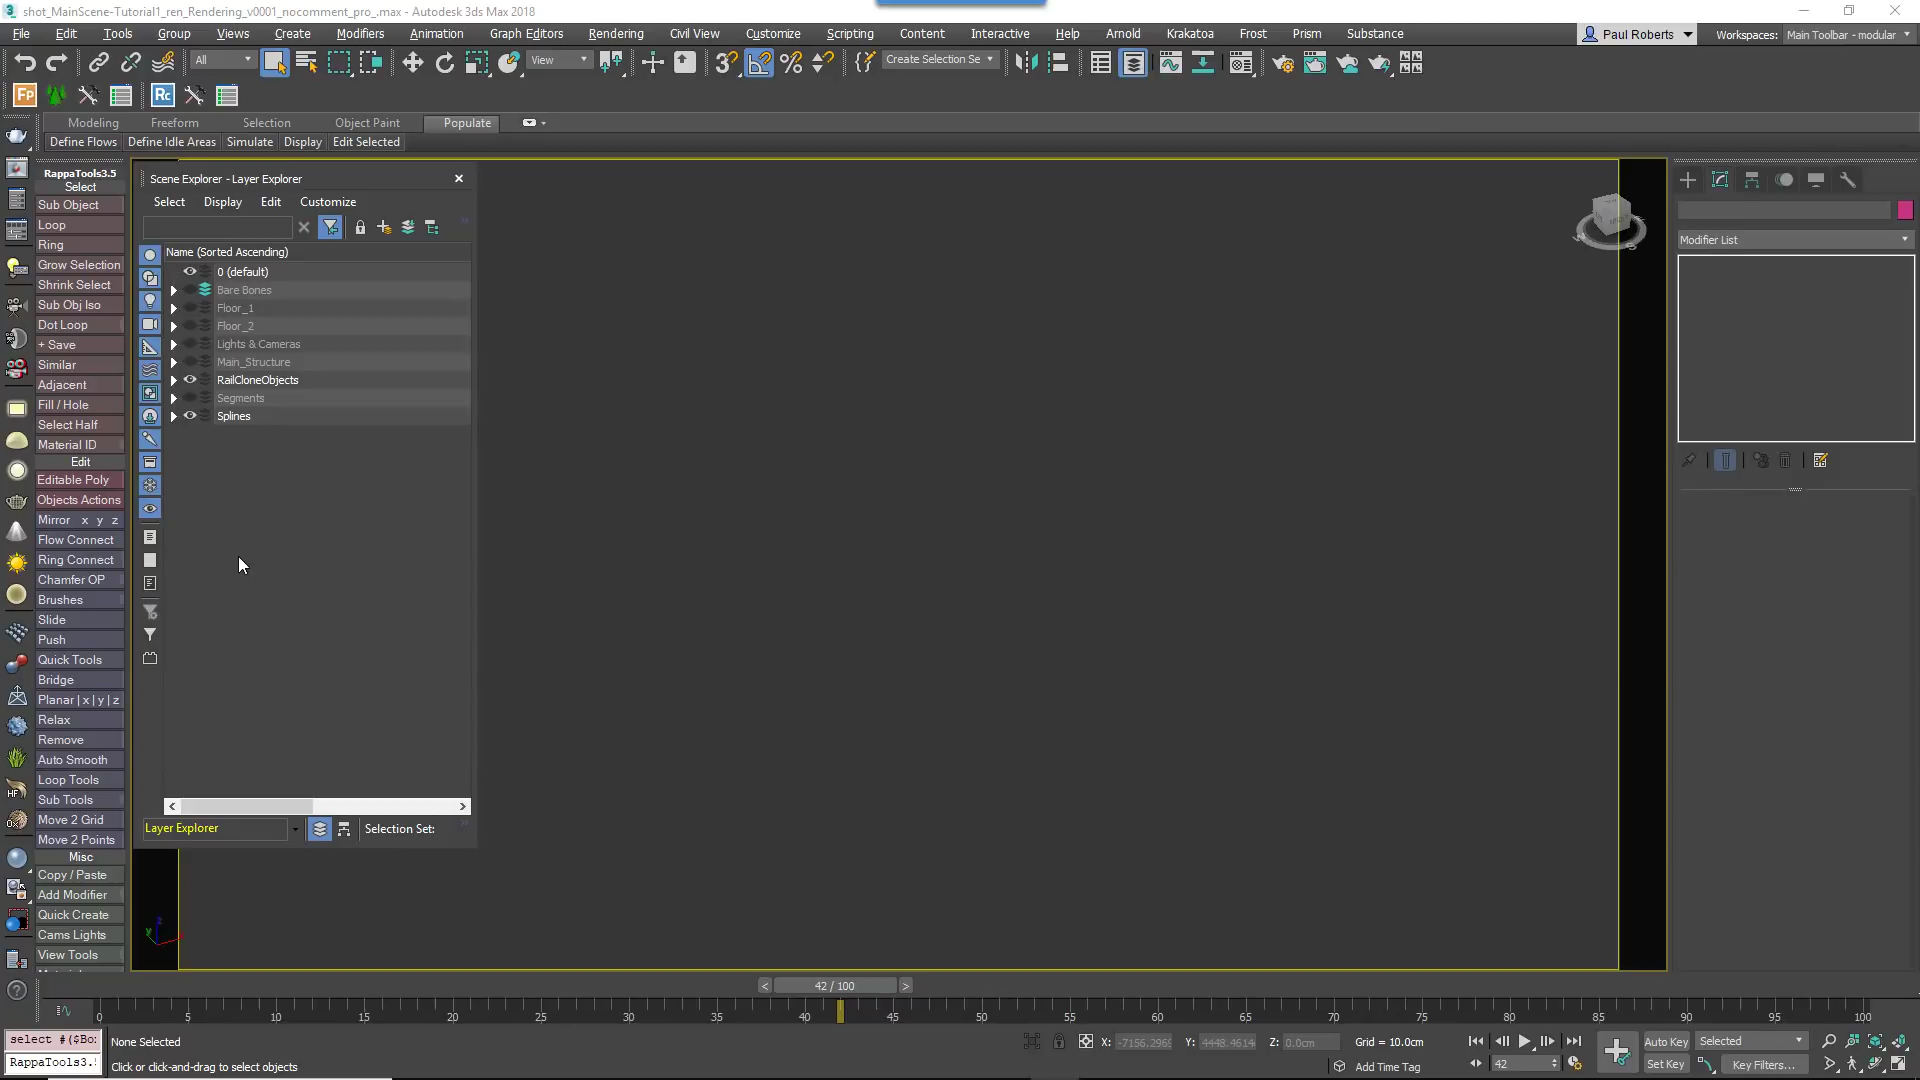 shot_MainScene-Tutorial1_ren_Rendering_v0001_nocomment_pro_.max - Autodesk 3ds Max 2018
File Edit Tools Group Views Create Modifiers Animation Graph Editors Rendering Civil View Customize Scripting Content Interactive Help Arnold Krakatoa Frost Prism Substance Paul Roberts Workspaces: Main Toolbar - modular
All View Create Selection Se
FP Rc
Modeling Freeform Selection Object Paint Populate
Define Flows Define Idle Areas Simulate Display Edit Selected
RappaTools3.5
Select
Sub Object
Loop
Ring
Grow Selection
Shrink Select
Sub Obj Iso
Dot Loop
+ Save
Similar
Adjacent
Fill / Hole
Select Half
Material ID
Edit
Editable Poly
Objects Actions
Mirror x y z
Flow Connect
Ring Connect
Chamfer OP
Brushes
Slide
Push
Quick Tools
Bridge
Planar | x | y | z
Relax
Remove
Auto Smooth
Loop Tools
Sub Tools
Move 2 Grid
Move 2 Points
Misc
Copy / Paste
Add Modifier
Quick Create
Cams Lights
View Tools
Scene Explorer - Layer Explorer
Select Display Edit Customize
Name (Sorted Ascending)
0 (default)
Bare Bones
Floor_1
Floor_2
Lights & Cameras
Main_Structure
RailCloneObjects
Segments
Splines
Layer Explorer Selection Set:
Modifier List
z
y
42 / 100
0 5 10 15 20 25 30 35 40 45 50 55 60 65 70 75 80 85 90 95 100
select #($Bo
RappaTools3.
None Selected
Click or click-and-drag to select objects
X: -7156.296 Y: 4448.4614 Z: 0.0cm Grid = 10.0cm
Add Time Tag
42
Auto Key Selected
Set Key Key Filters...